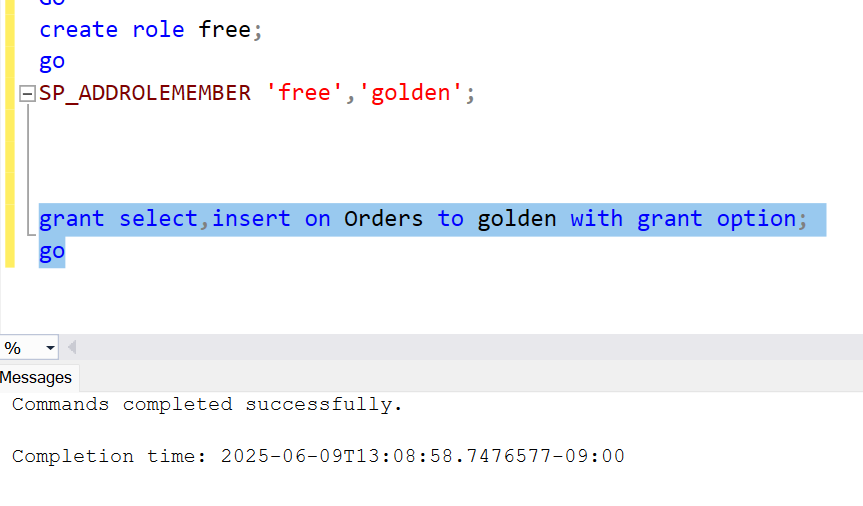 create role free;
go
SP_ADDROLEMEMBER 'free','golden';
grant select,insert on Orders to golden with grant option;
go
%
Messages
Commands completed successfully.
Completion time: 2025-06-09T13:08:58.7476577-09:00